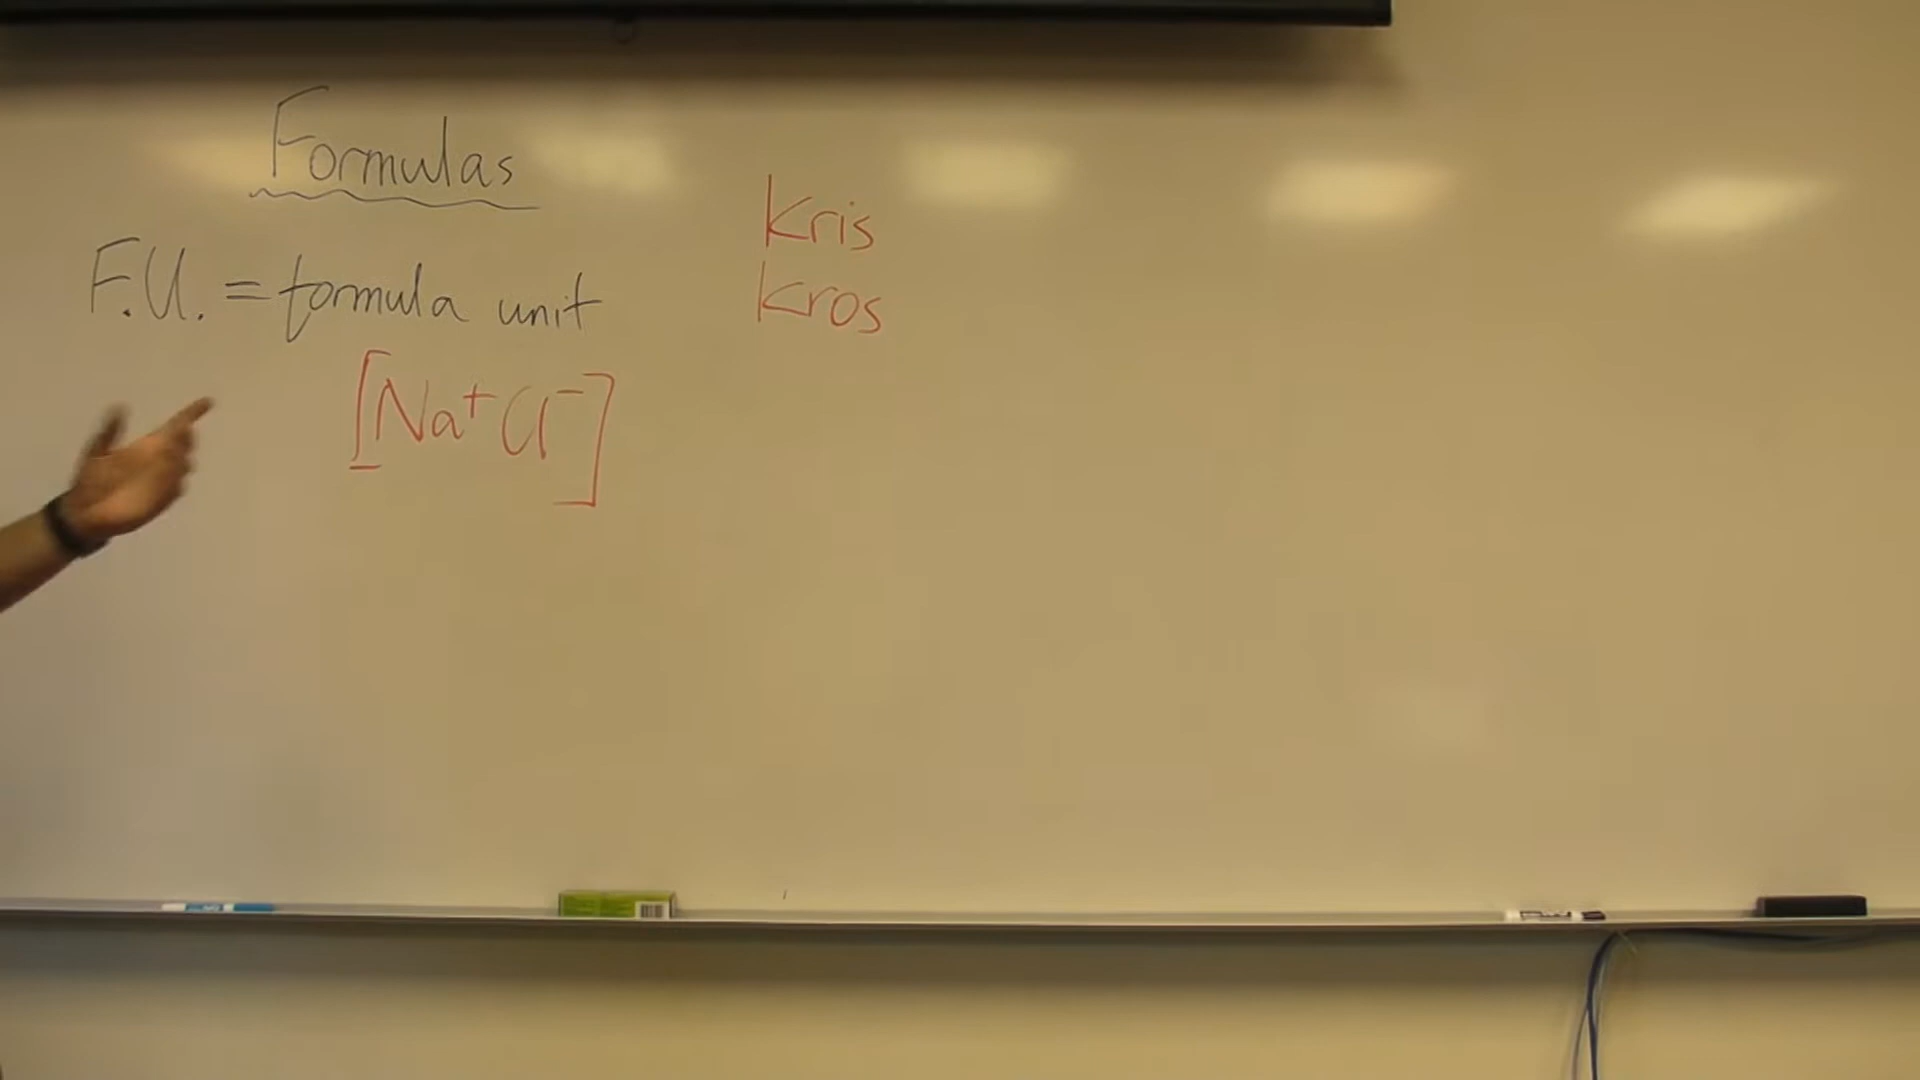 Formulas
F.U. = formula unit
[Na⁺Cl⁻]
Kris
Kros